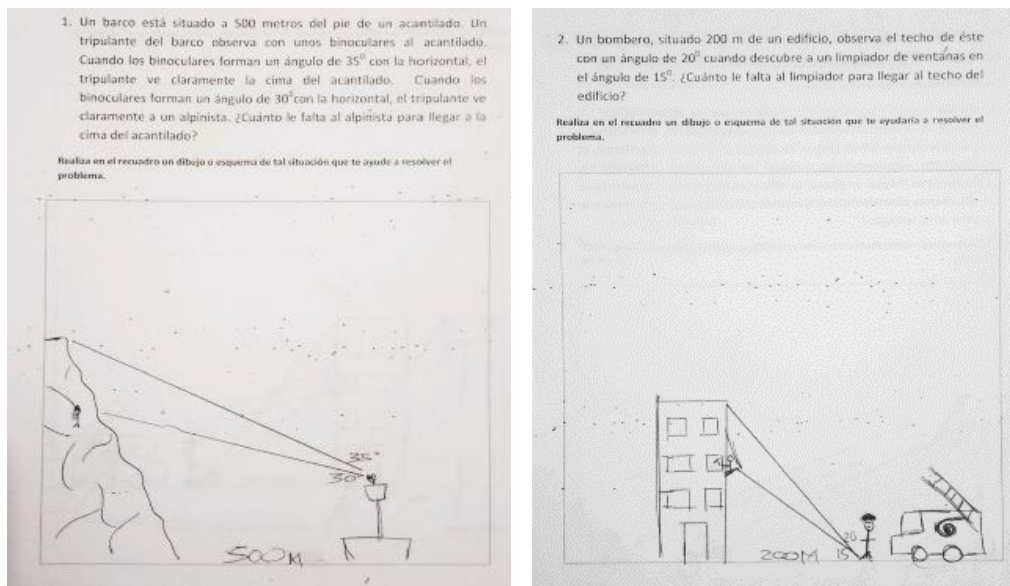 1. Un barco está situado a 500 metros del pie de un acantilado. Un
tripulante del barco observa con unos binoculares al acantilado.
Cuando los binoculares forman un ángulo de 35° con la horizontal, el
tripulante ve claramente la cima del acantilado. Cuando los
binoculares forman un ángulo de 30°con la horizontal, el tripulante ve
claramente a un alpinista. ¿Cuánto le falta al alpinista para llegar a la
cima del acantilado?
Realiza en el recuadro un dibujo o esquema de tal situación que te ayude a resolver el
problema.
35°
30°
500M
2. Un bombero, situado 200 m de un edificio, observa el techo de éste
con un ángulo de 20° cuando descubre a un limpiador de ventanas en
el ángulo de 15°. ¿Cuánto le falta al limpiador para llegar al techo del
edificio?
Realiza en el recuadro un dibujo o esquema de tal situación que te ayudaría a resolver el
problema.
20
200M 15